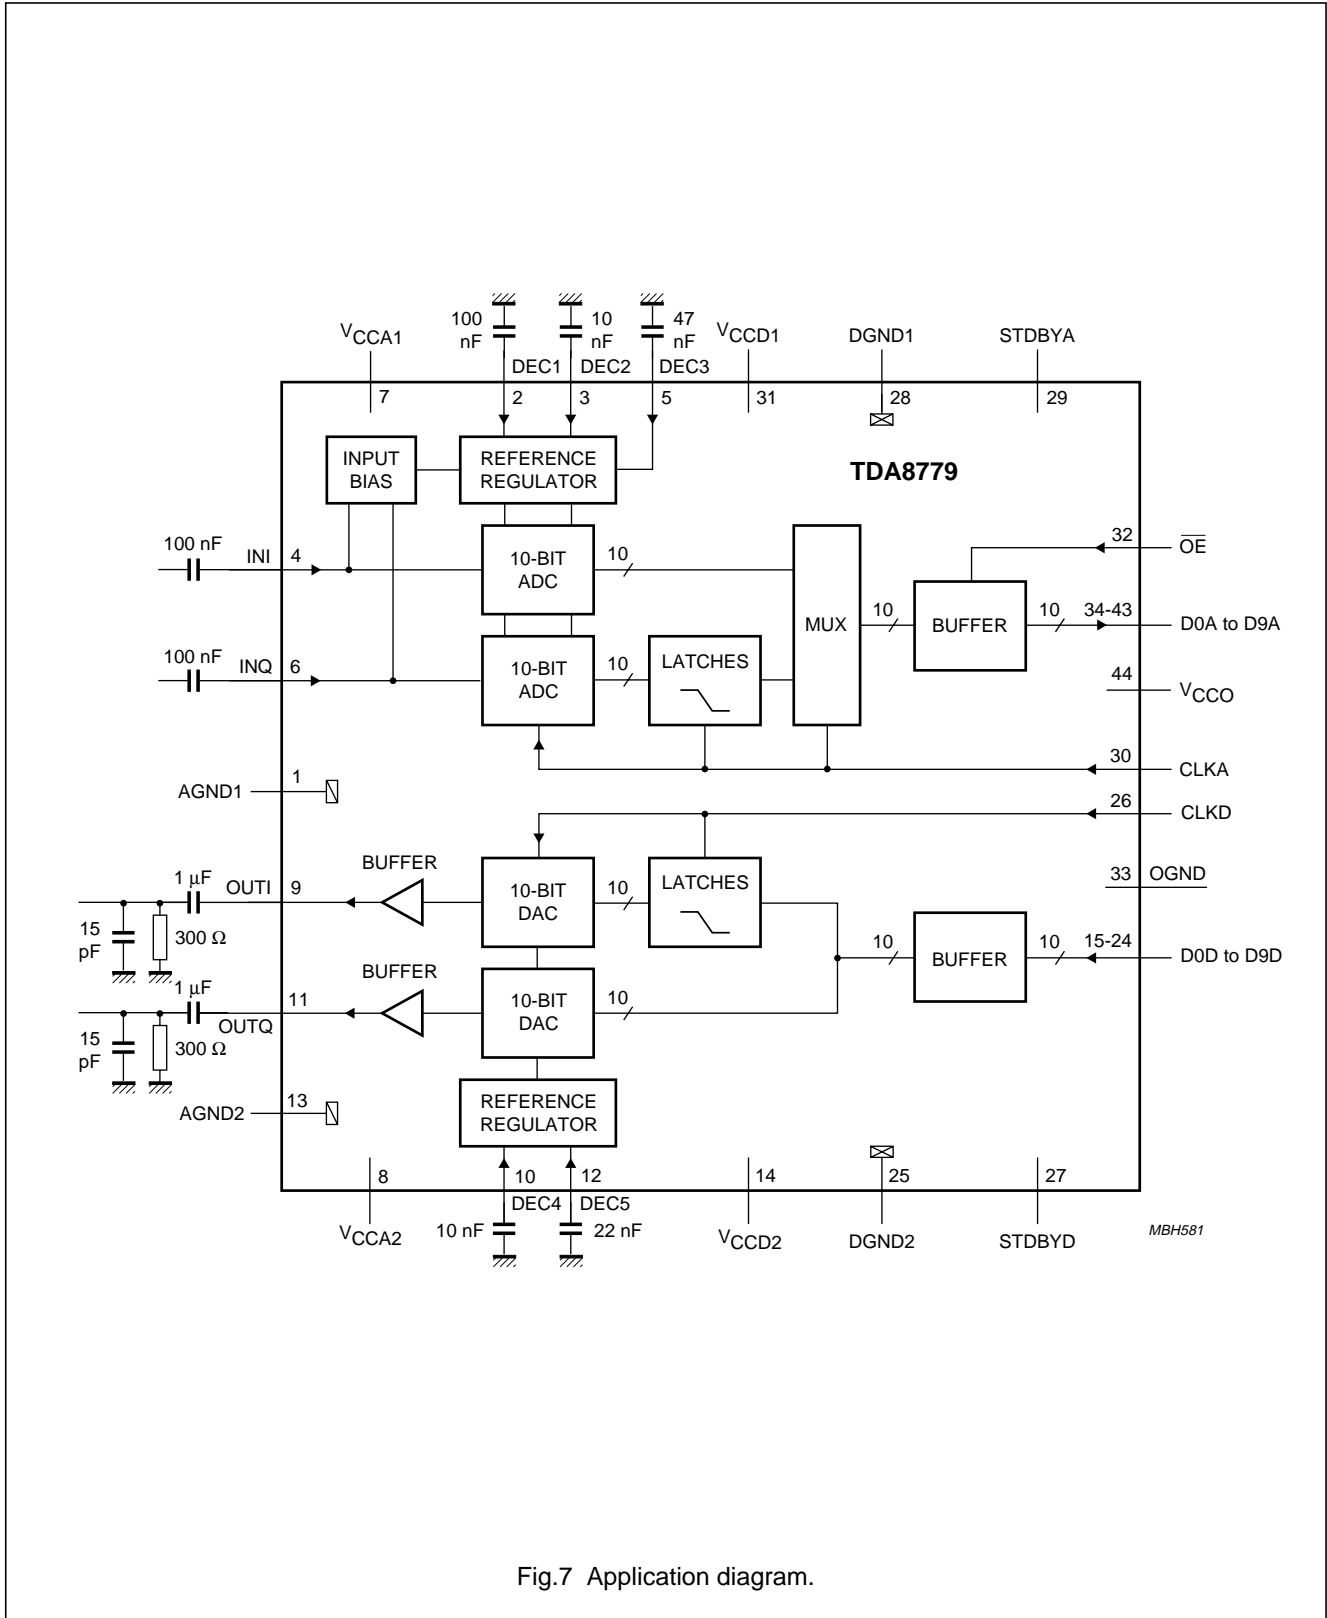 100 nF
10 nF
47 nF
VCCA1
VCCD1
DGND1
STDBYA
DEC1
DEC2
DEC3
7
2
3
5
31
28
29
INPUT BIAS
REFERENCE REGULATOR
TDA8779
100 nF
INI
4
10-BIT ADC
10
32
OE
MUX
10
BUFFER
10
34-43
D0A to D9A
100 nF
INQ
6
10-BIT ADC
10
LATCHES
44
VCCO
30
CLKA
AGND1
1
26
CLKD
1 μF
OUTI
9
BUFFER
10-BIT DAC
10
LATCHES
33
OGND
15 pF
300 Ω
10
BUFFER
10
15-24
D0D to D9D
1 μF
11
OUTQ
BUFFER
10-BIT DAC
10
15 pF
300 Ω
AGND2
13
REFERENCE REGULATOR
8
10
12
14
25
27
DEC4
DEC5
VCCA2
10 nF
22 nF
VCCD2
DGND2
STDBYD
MBH581
Fig.7 Application diagram.